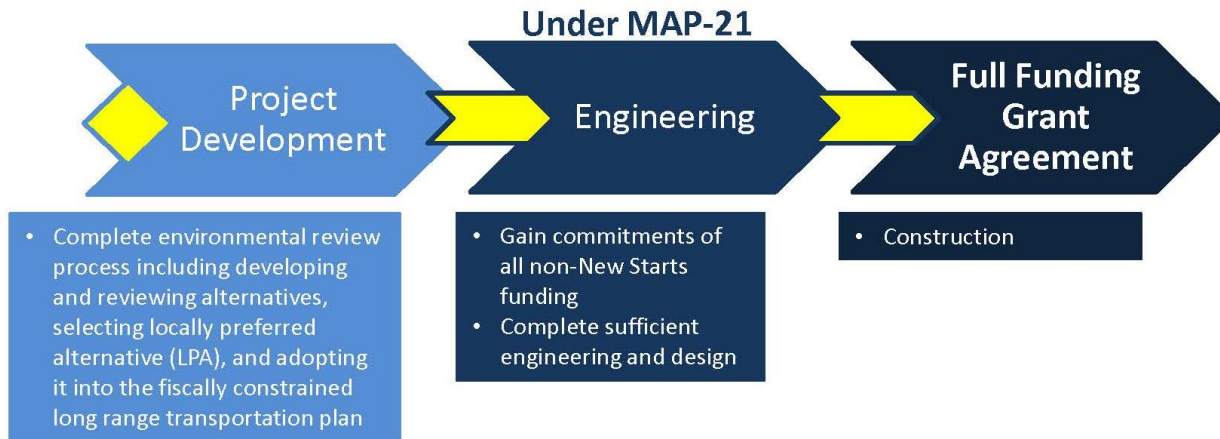 Under MAP-21
Project
Development
Engineering
Full Funding
Grant
Agreement
• Complete environmental review
process including developing
and reviewing alternatives,
selecting locally preferred
alternative (LPA), and adopting
it into the fiscally constrained
long range transportation plan
• Gain commitments of
all non-New Starts
funding
• Complete sufficient
engineering and design
• Construction